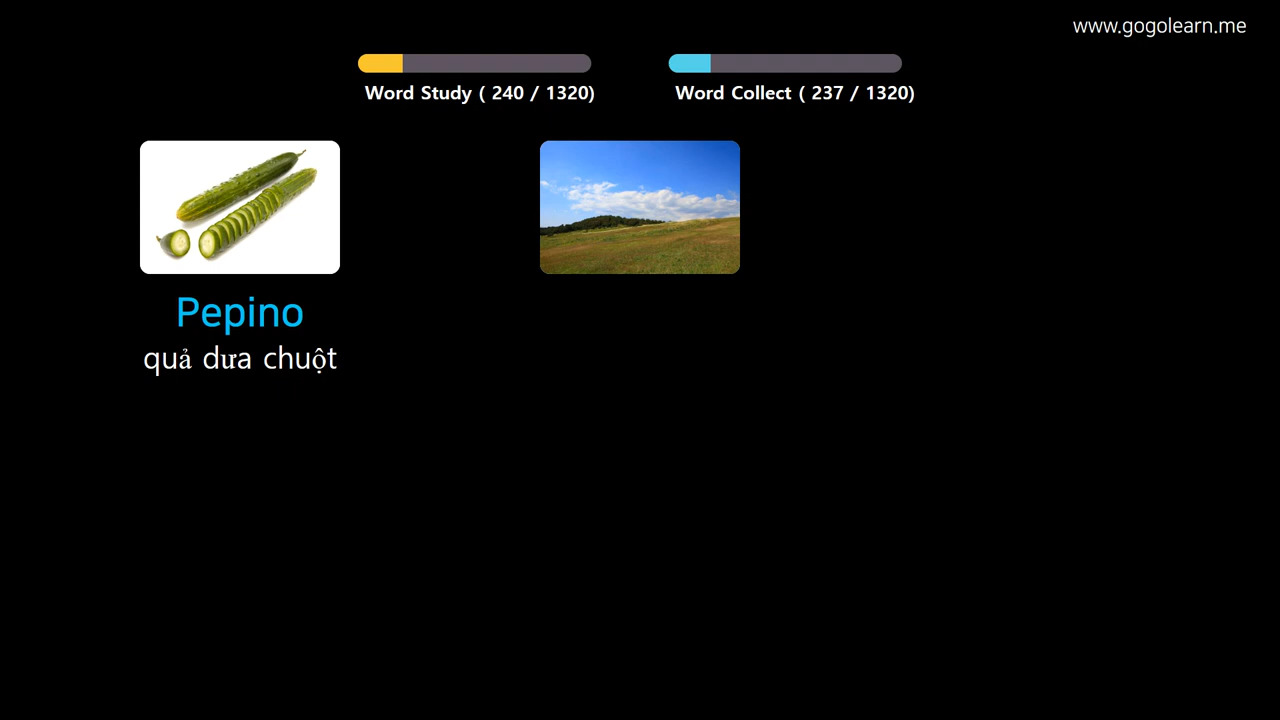 www.gogolearn.me
Word Study ( 240 / 1320)
Word Collect ( 237 / 1320)
Pepino
quả dưa chuột